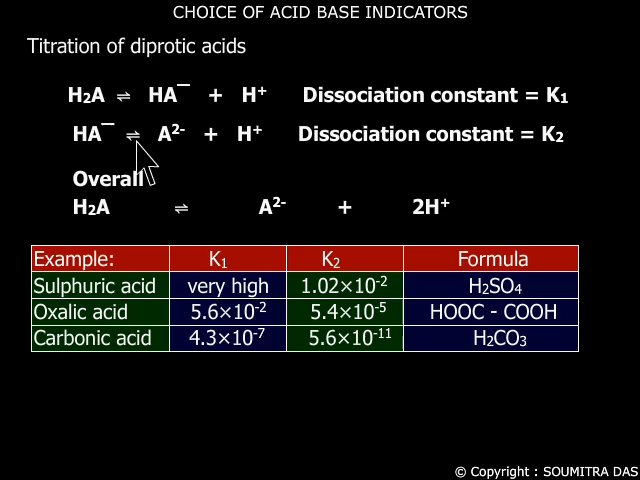 CHOICE OF ACID BASE INDICATORS
Titration of diprotic acids
H₂A ⇌ HA¯ + H⁺ Dissociation constant = K₁
HA¯ ⇌ A²⁻ + H⁺ Dissociation constant = K₂
Overall
H₂A ⇌ A²⁻ + 2H⁺
Example: K₁ K₂ Formula
Sulphuric acid very high 1.02×10⁻² H₂SO₄
Oxalic acid 5.6×10⁻² 5.4×10⁻⁵ HOOC - COOH
Carbonic acid 4.3×10⁻⁷ 5.6×10⁻¹¹ H₂CO₃
© Copyright : SOUMITRA DAS